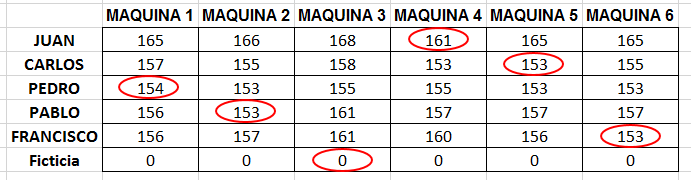 MAQUINA 1 MAQUINA 2 MAQUINA 3 MAQUINA 4 MAQUINA 5 MAQUINA 6
JUAN 165 166 168 161 165 165
CARLOS 157 155 158 153 153 155
PEDRO 154 153 155 155 153 153
PABLO 156 153 161 157 157 157
FRANCISCO 156 157 161 160 156 153
Ficticia 0 0 0 0 0 0